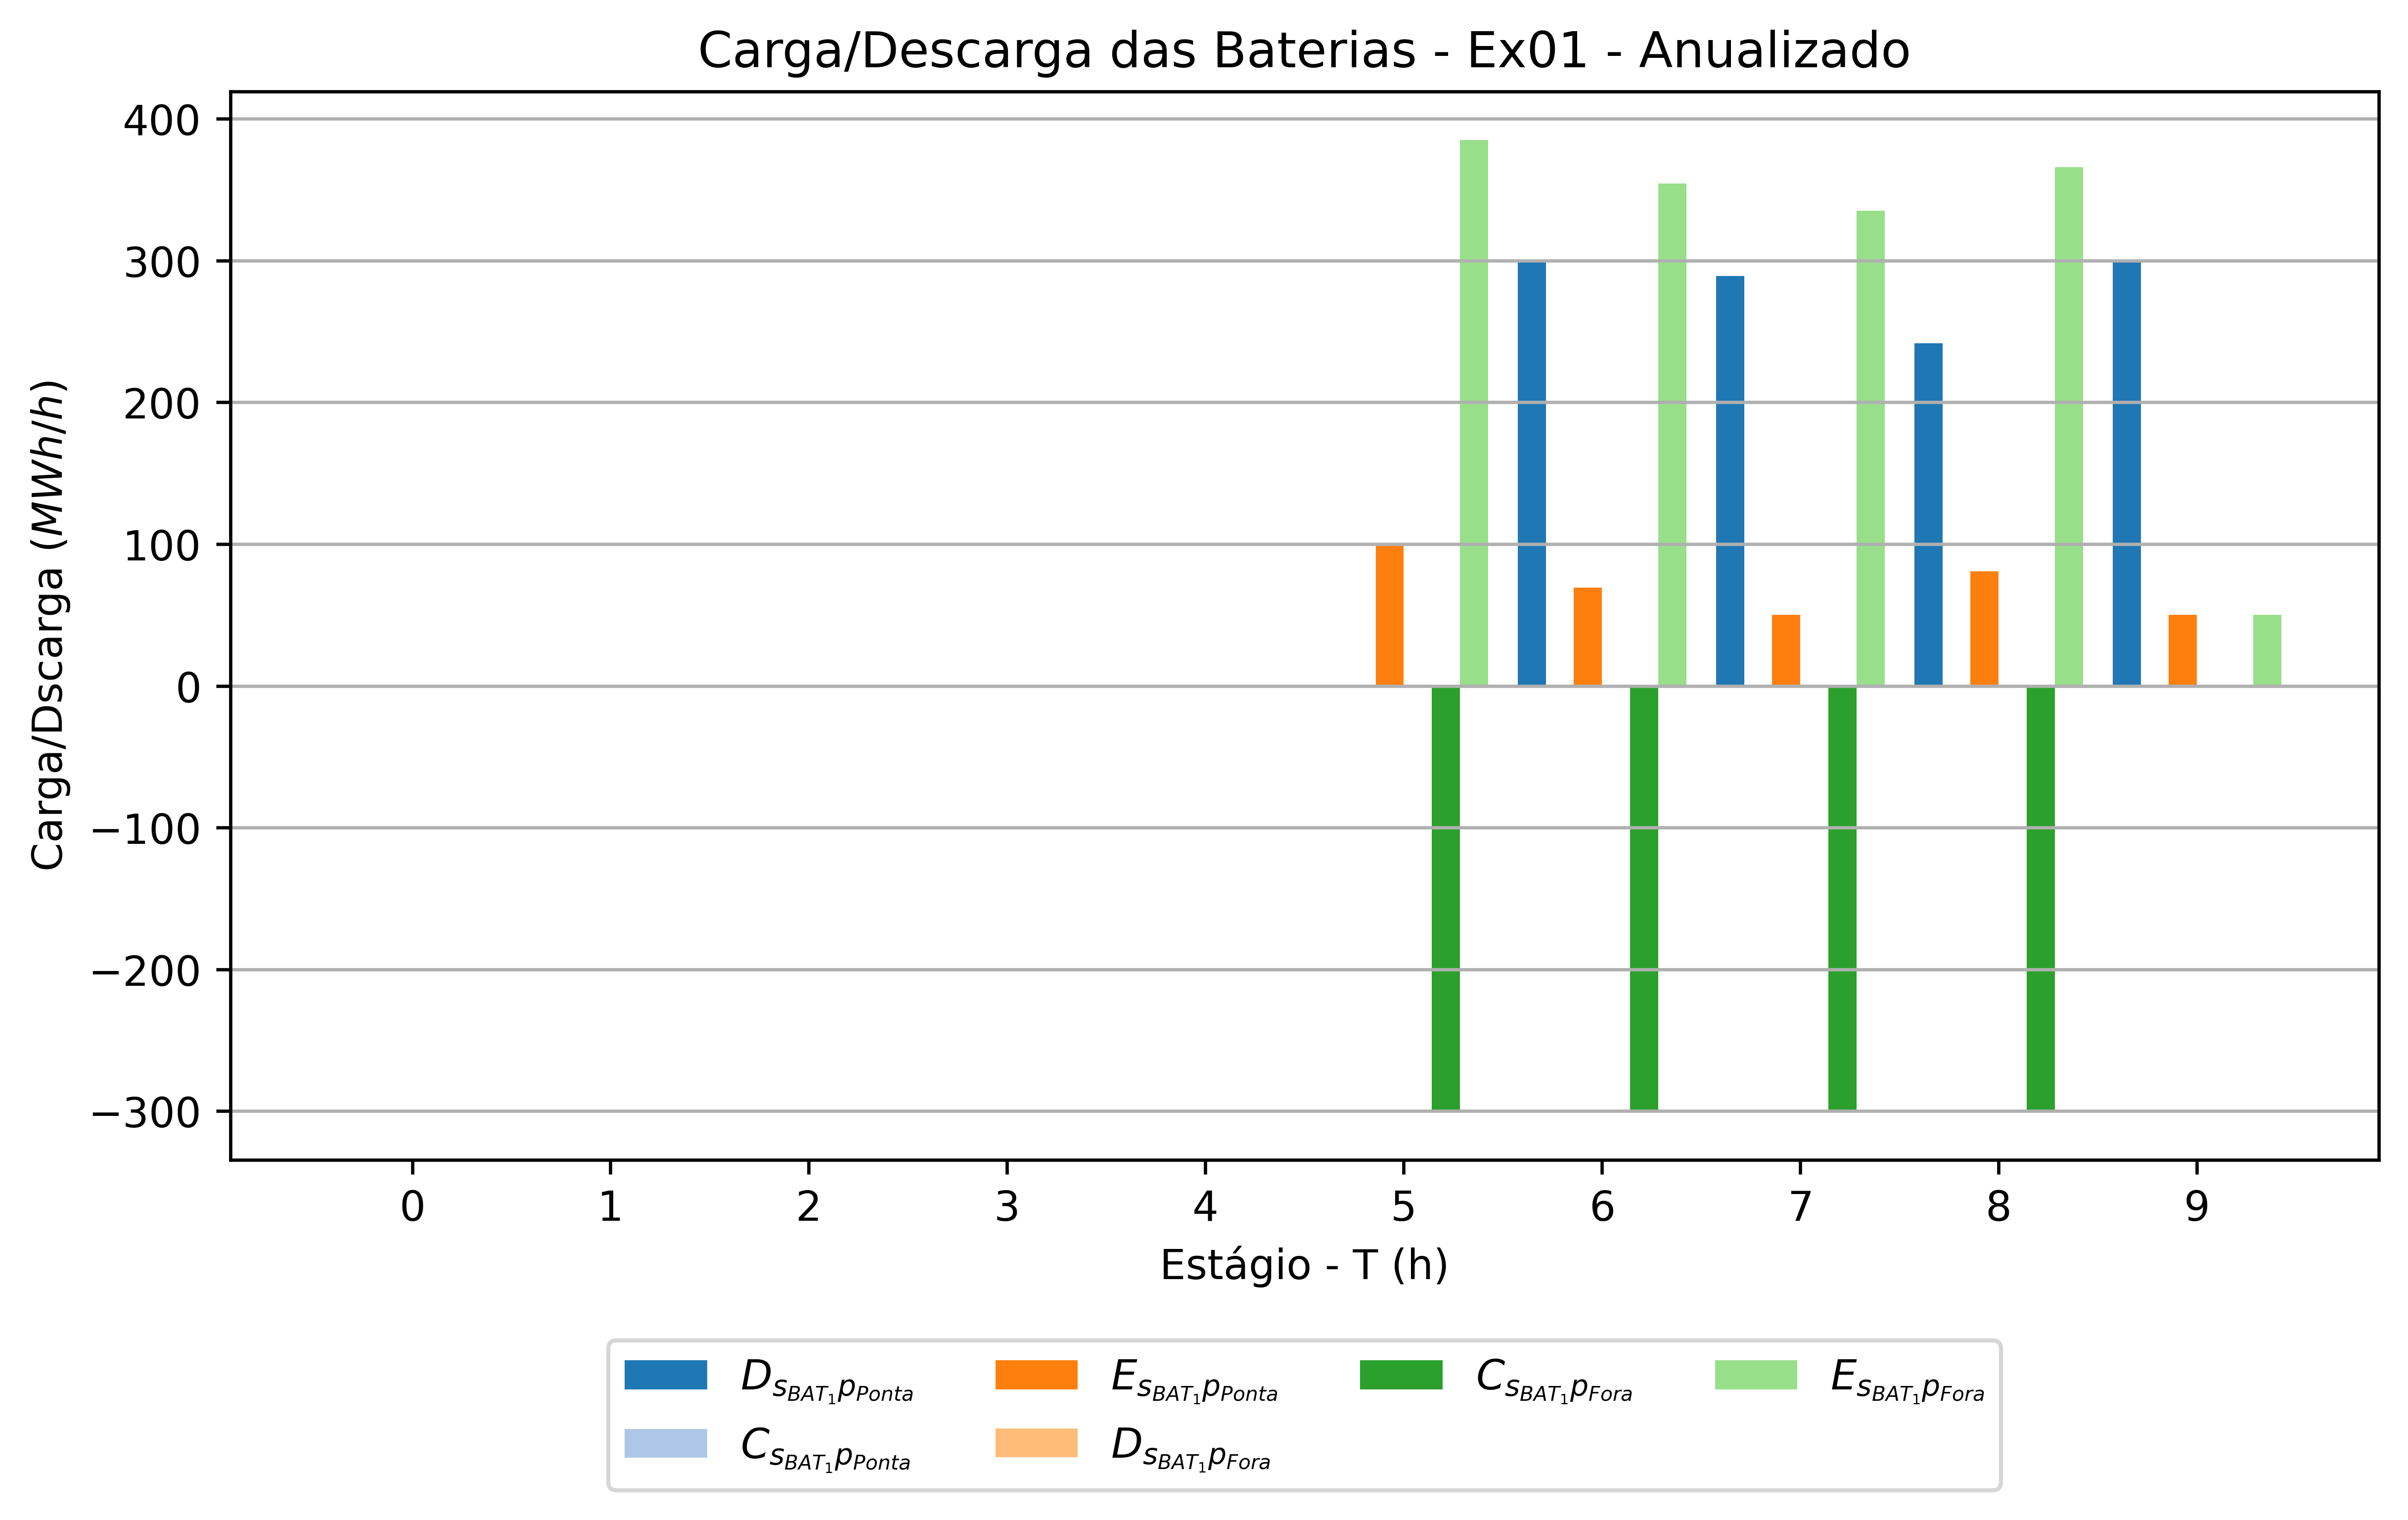 Carga/Descarga das Baterias - Ex01 - Anualizado
400
300
200
100
0
−100
−200
−300
Carga/Dscarga (MWh/h)
0 1 2 3 4 5 6 7 8 9
Estágio - T (h)
D_{s_{BAT_1}p_{Ponta}} E_{s_{BAT_1}p_{Ponta}} C_{s_{BAT_1}p_{Fora}} E_{s_{BAT_1}p_{Fora}}
C_{s_{BAT_1}p_{Ponta}} D_{s_{BAT_1}p_{Fora}}